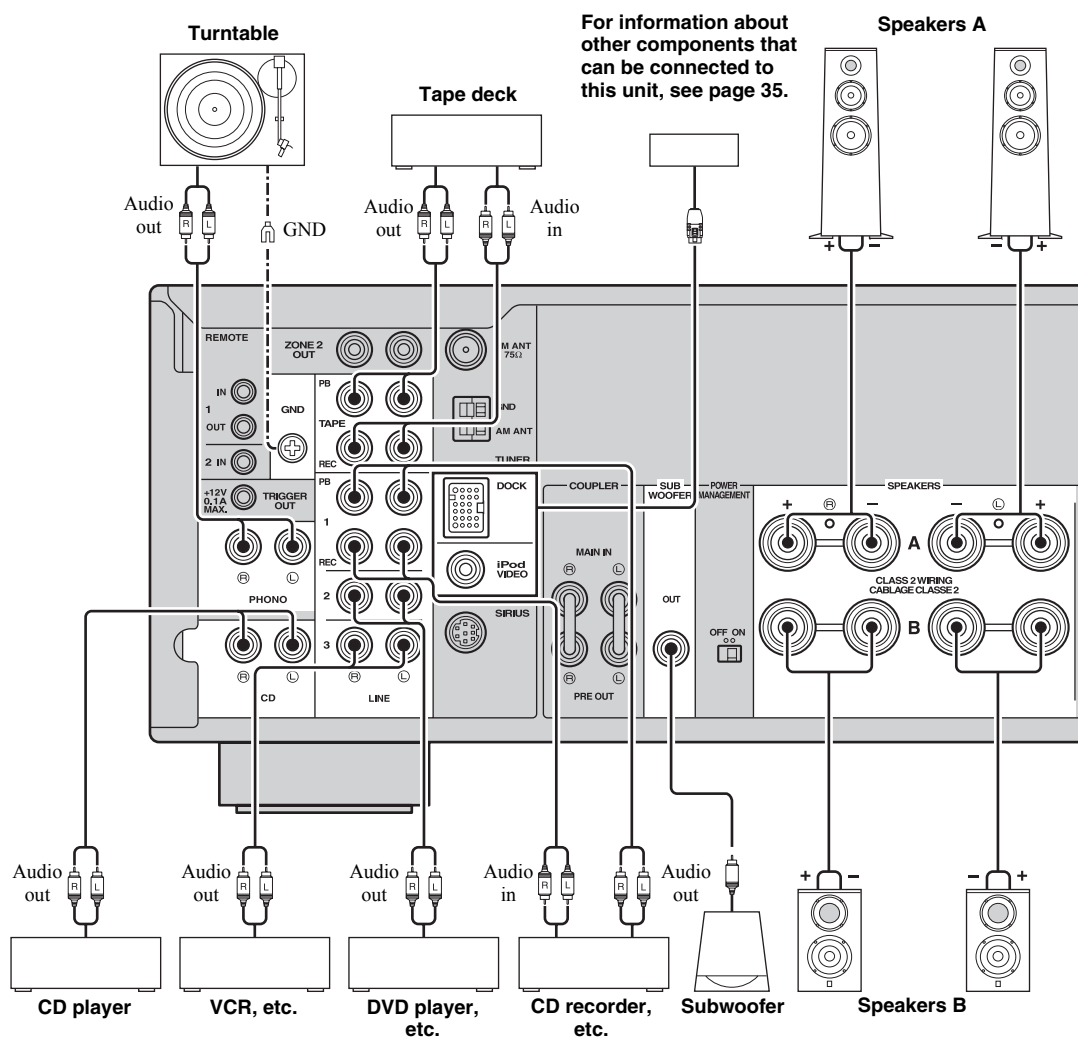 Turntable
Tape deck
For information about
other components that
can be connected to
this unit, see page 35.
Speakers A
Audio
out
R
L
GND
Audio
out
R
L
R
L
Audio
in
+
–
–
+
REMOTE
ZONE 2
OUT
M ANT
75Ω
IN
1
OUT
GND
PB
TAPE
REC
ND
AM ANT
TUNER
2 IN
+12V
0.1A
MAX.
TRIGGER
OUT
PB
1
REC
DOCK
iPod
VIDEO
COUPLER
SUB
WOOFER
POWER
MANAGEMENT
SPEAKERS
+
R
–
–
L
+
A
CLASS 2 WIRING
CABLAGE CLASSE 2
B
R
L
PHONO
2
3
SIRIUS
MAIN IN
R
L
OUT
OFF ON
R
L
CD
R
L
LINE
R
L
PRE OUT
Audio
out
R
L
Audio
out
R
L
Audio
out
R
L
Audio
in
R
L
R
L
Audio
out
+
–
–
+
CD player
VCR, etc.
DVD player,
etc.
CD recorder,
etc.
Subwoofer
Speakers B